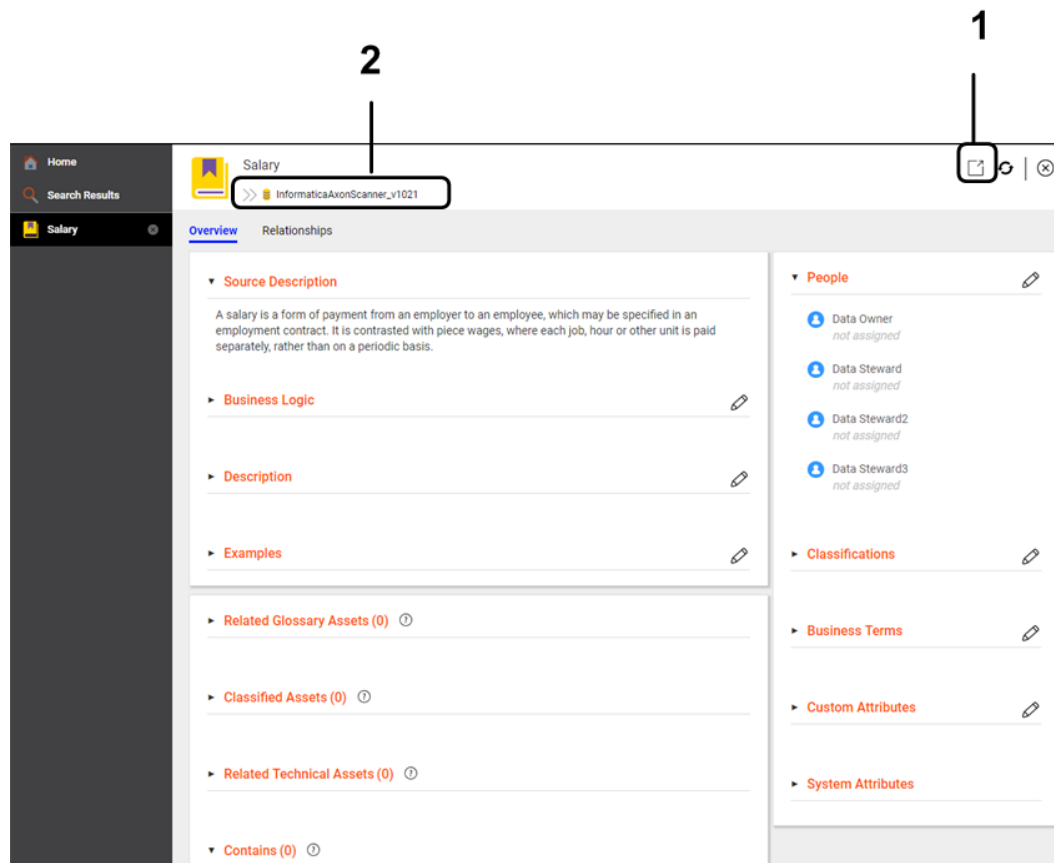 1
2
Home
Search Results
Salary
Salary
InformaticaAxonScanner_v1021
Overview Relationships
Source Description
A salary is a form of payment from an employer to an employee, which may be specified in an
employment contract. It is contrasted with piece wages, where each job, hour or other unit is paid
separately, rather than on a periodic basis.
Business Logic
Description
Examples
Related Glossary Assets (0)
Classified Assets (0)
Related Technical Assets (0)
Contains (0)
People
Data Owner
not assigned
Data Steward
not assigned
Data Steward2
not assigned
Data Steward3
not assigned
Classifications
Business Terms
Custom Attributes
System Attributes